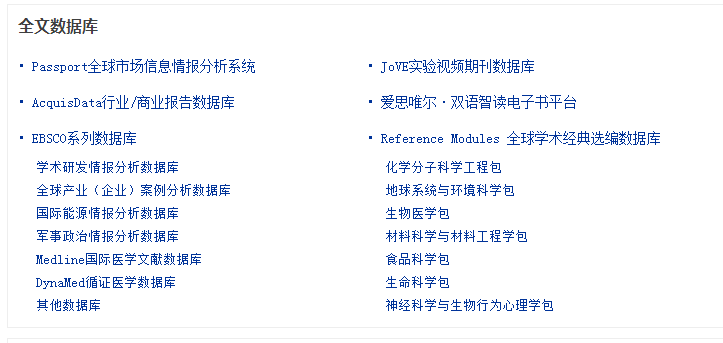 全文数据库
· Passport全球市场信息情报分析系统
· AcquisData行业/商业报告数据库
· EBSCO系列数据库
学术研发情报分析数据库
全球产业（企业）案例分析数据库
国际能源情报分析数据库
军事政治情报分析数据库
Medline国际医学文献数据库
DynaMed循证医学数据库
其他数据库
· JoVE实验视频期刊数据库
· 爱思唯尔·双语智读电子书平台
· Reference Modules 全球学术经典选编数据库
化学分子科学工程包
地球系统与环境科学包
生物医学包
材料科学与材料工程学包
食品科学包
生命科学包
神经科学与生物行为心理学包